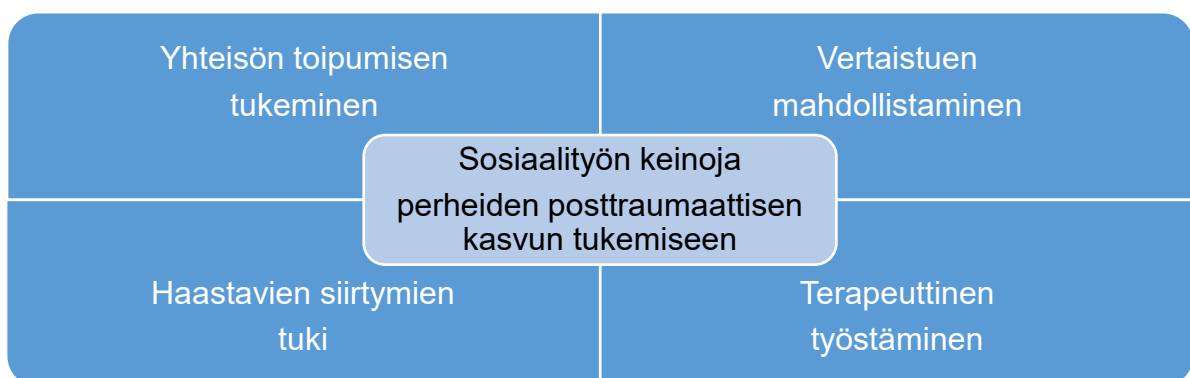 Yhteisön toipumisen
tukeminen
Vertaistuen
mahdollistaminen
Sosiaalityön keinoja
perheiden posttraumaattisen
kasvun tukemiseen
Haastavien siirtymien
tuki
Terapeuttinen
työstäminen